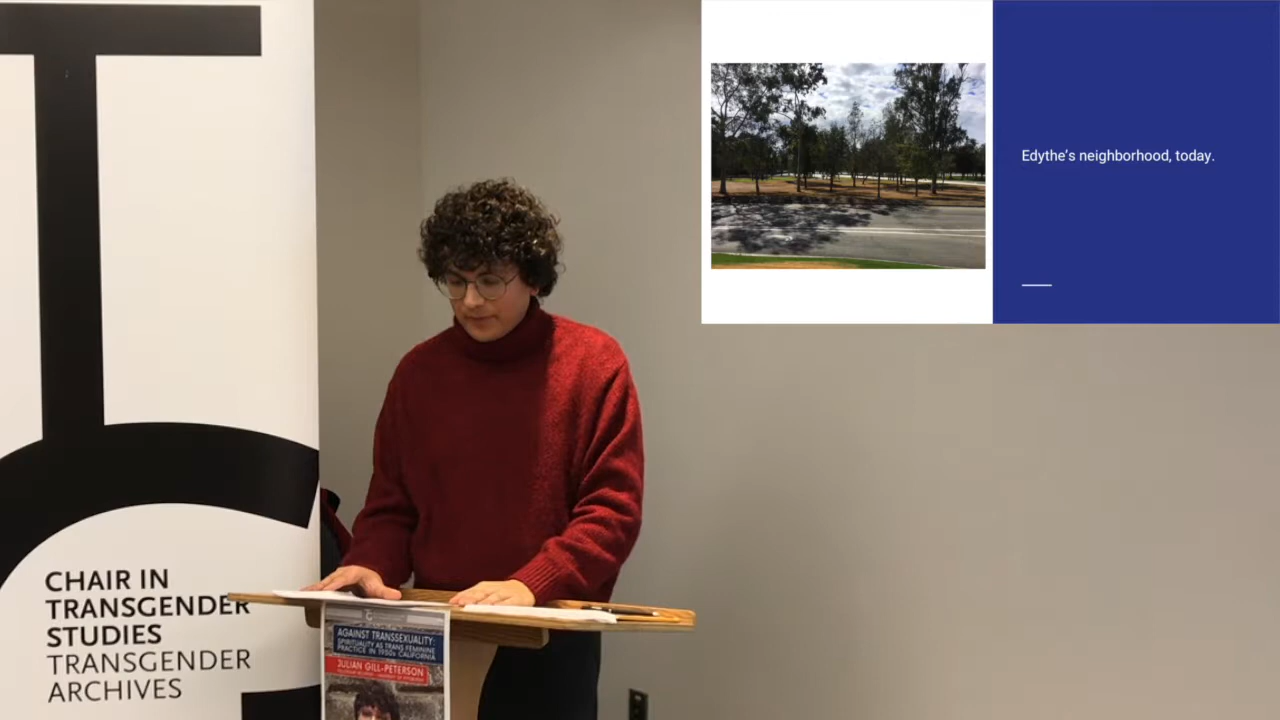 CHAIR IN
TRANSGENDER
STUDIES
TRANSGENDER
ARCHIVES
AGAINST TRANSSEXUALITY:
SPIRITUALITY AS TRANS FEMININE
PRACTICE IN 1950s CALIFORNIA
JULIAN GILL-PETERSON
Edythe's neighborhood, today.